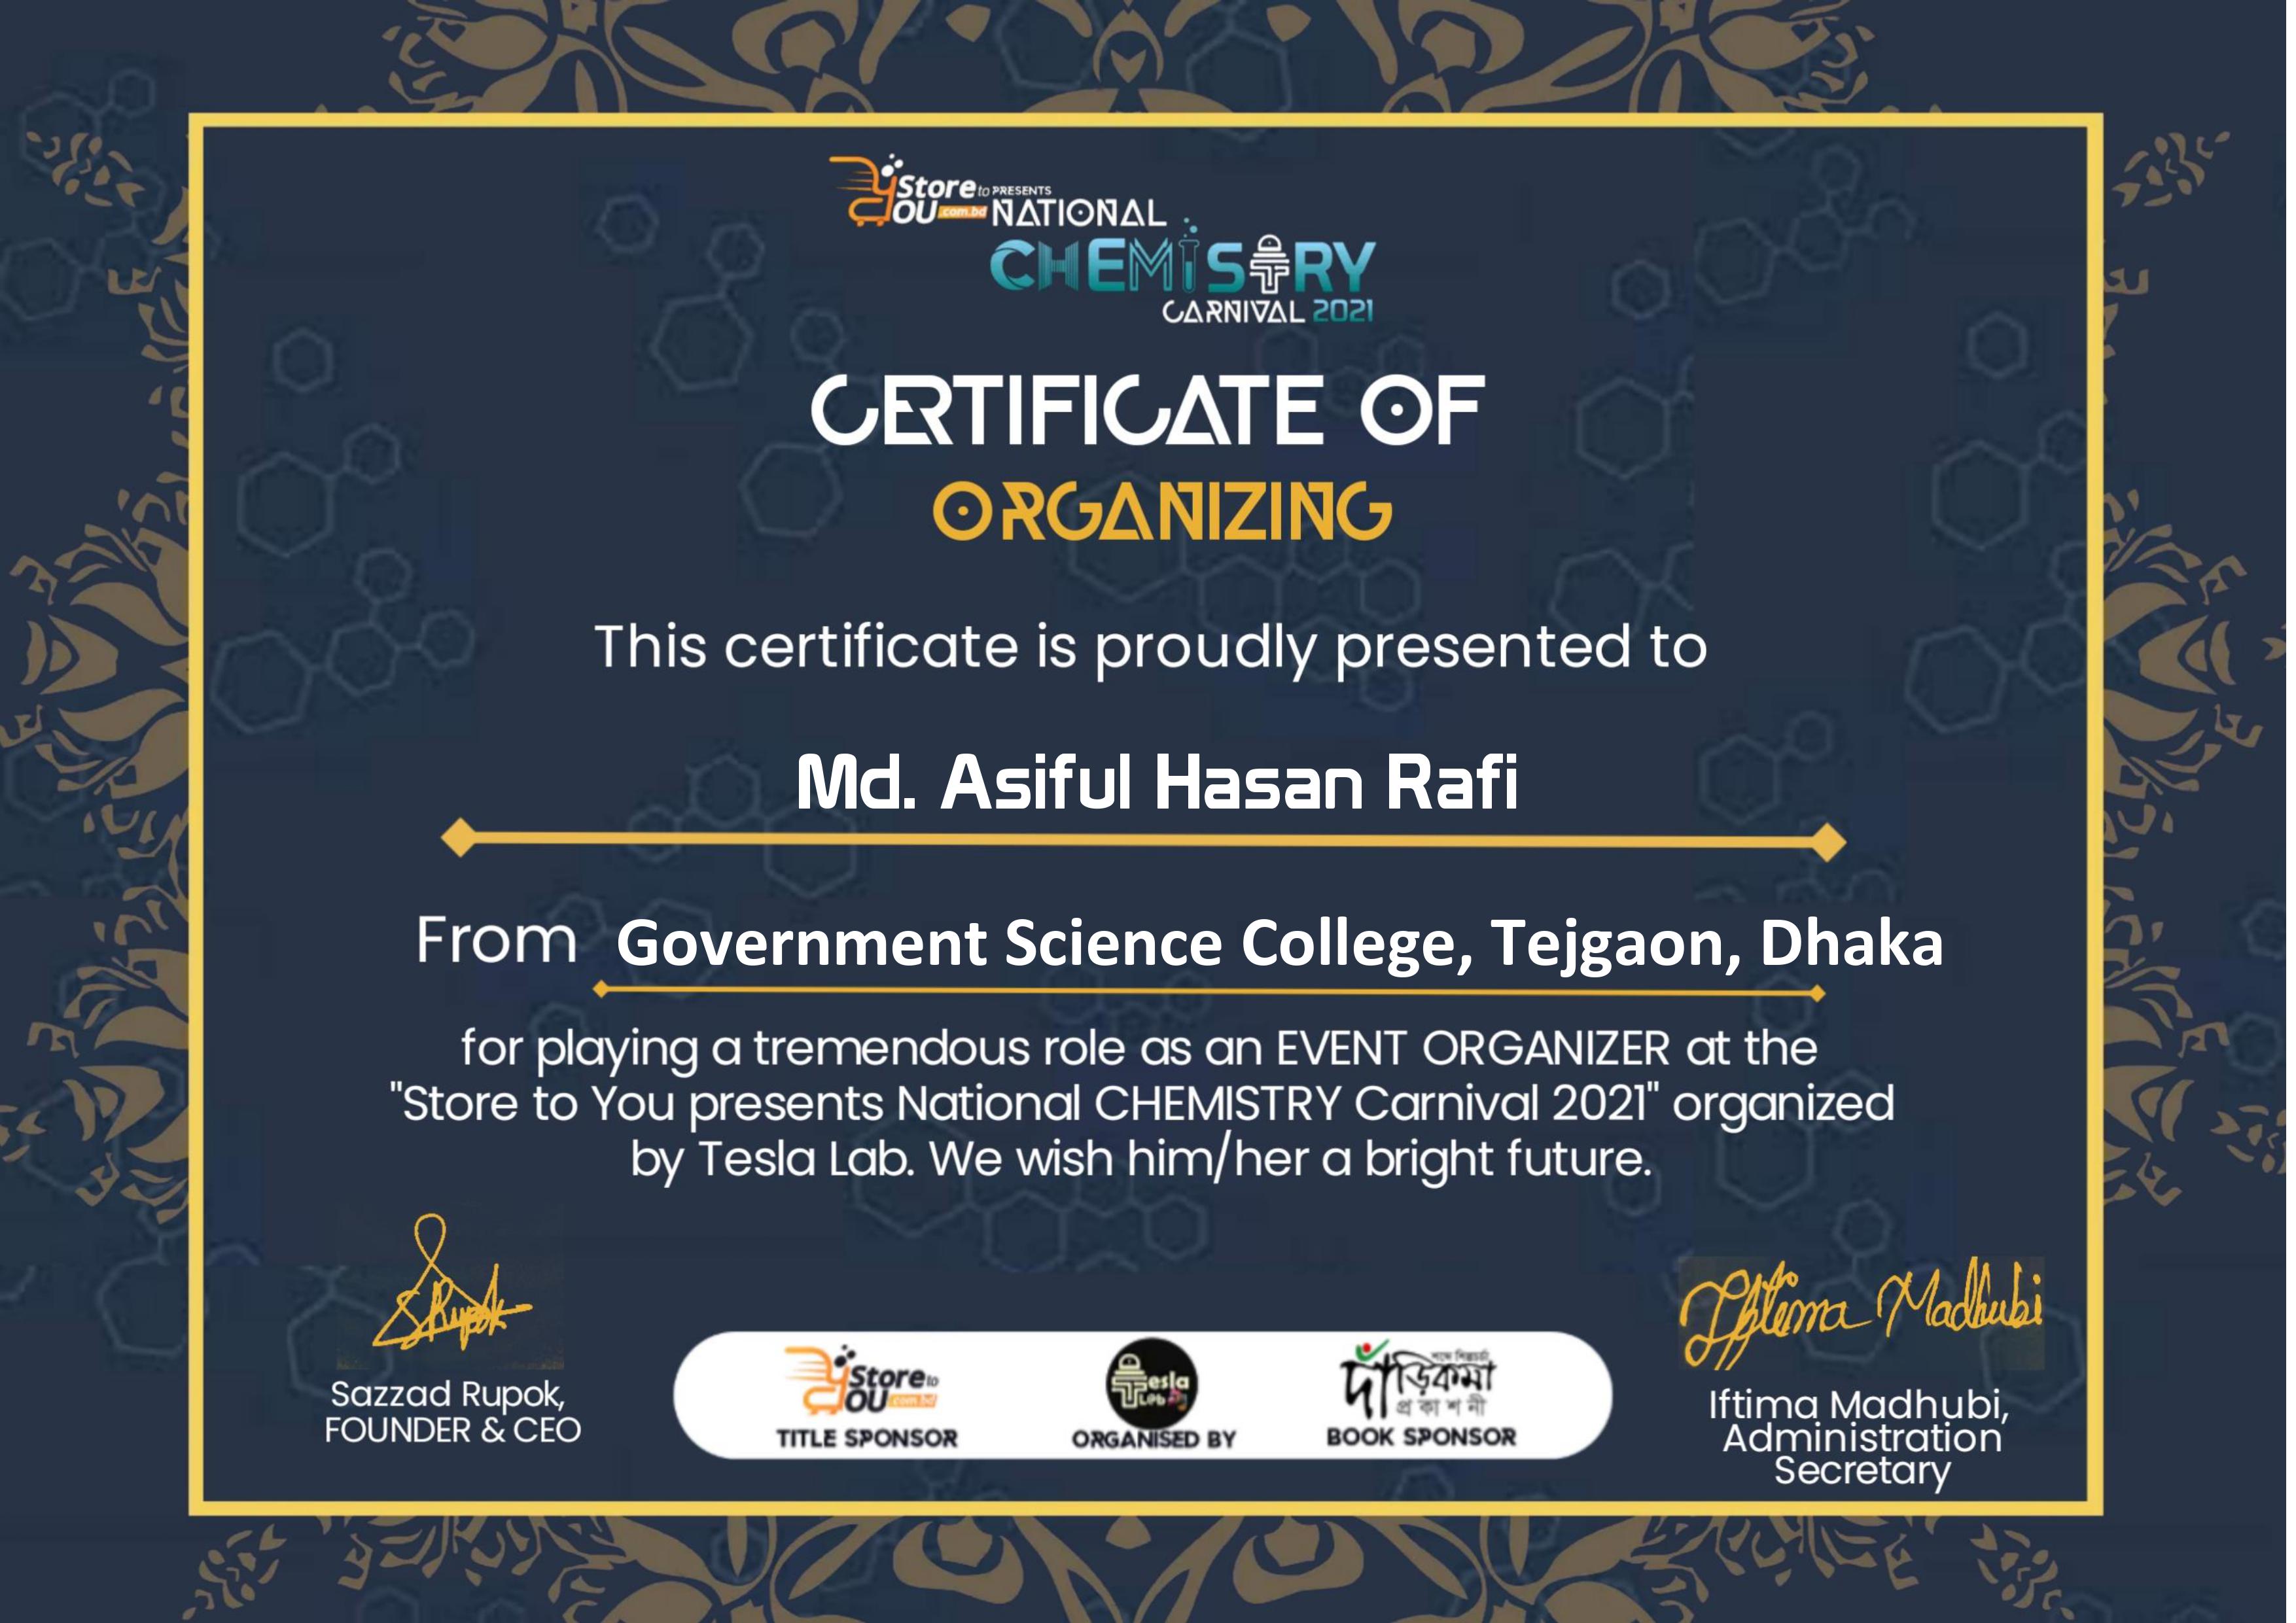 Store to PRESENTS
YOU .com.bd NATIONAL
CHEMISTRY
CARNIVAL 2021
CERTIFICATE OF
ORGANIZING
This certificate is proudly presented to
Md. Asiful Hasan Rafi
From Government Science College, Tejgaon, Dhaka
for playing a tremendous role as an EVENT ORGANIZER at the
"Store to You presents National CHEMISTRY Carnival 2021" organized
by Tesla Lab. We wish him/her a bright future.
SRupok
Iftima Madhubi
Sazzad Rupok,
FOUNDER & CEO
Store to
YOU .com.bd
TITLE SPONSOR
Tesla
Lab
ORGANISED BY
দাঁড়িকমা
প্রকাশনী
BOOK SPONSOR
Iftima Madhubi,
Administration
Secretary